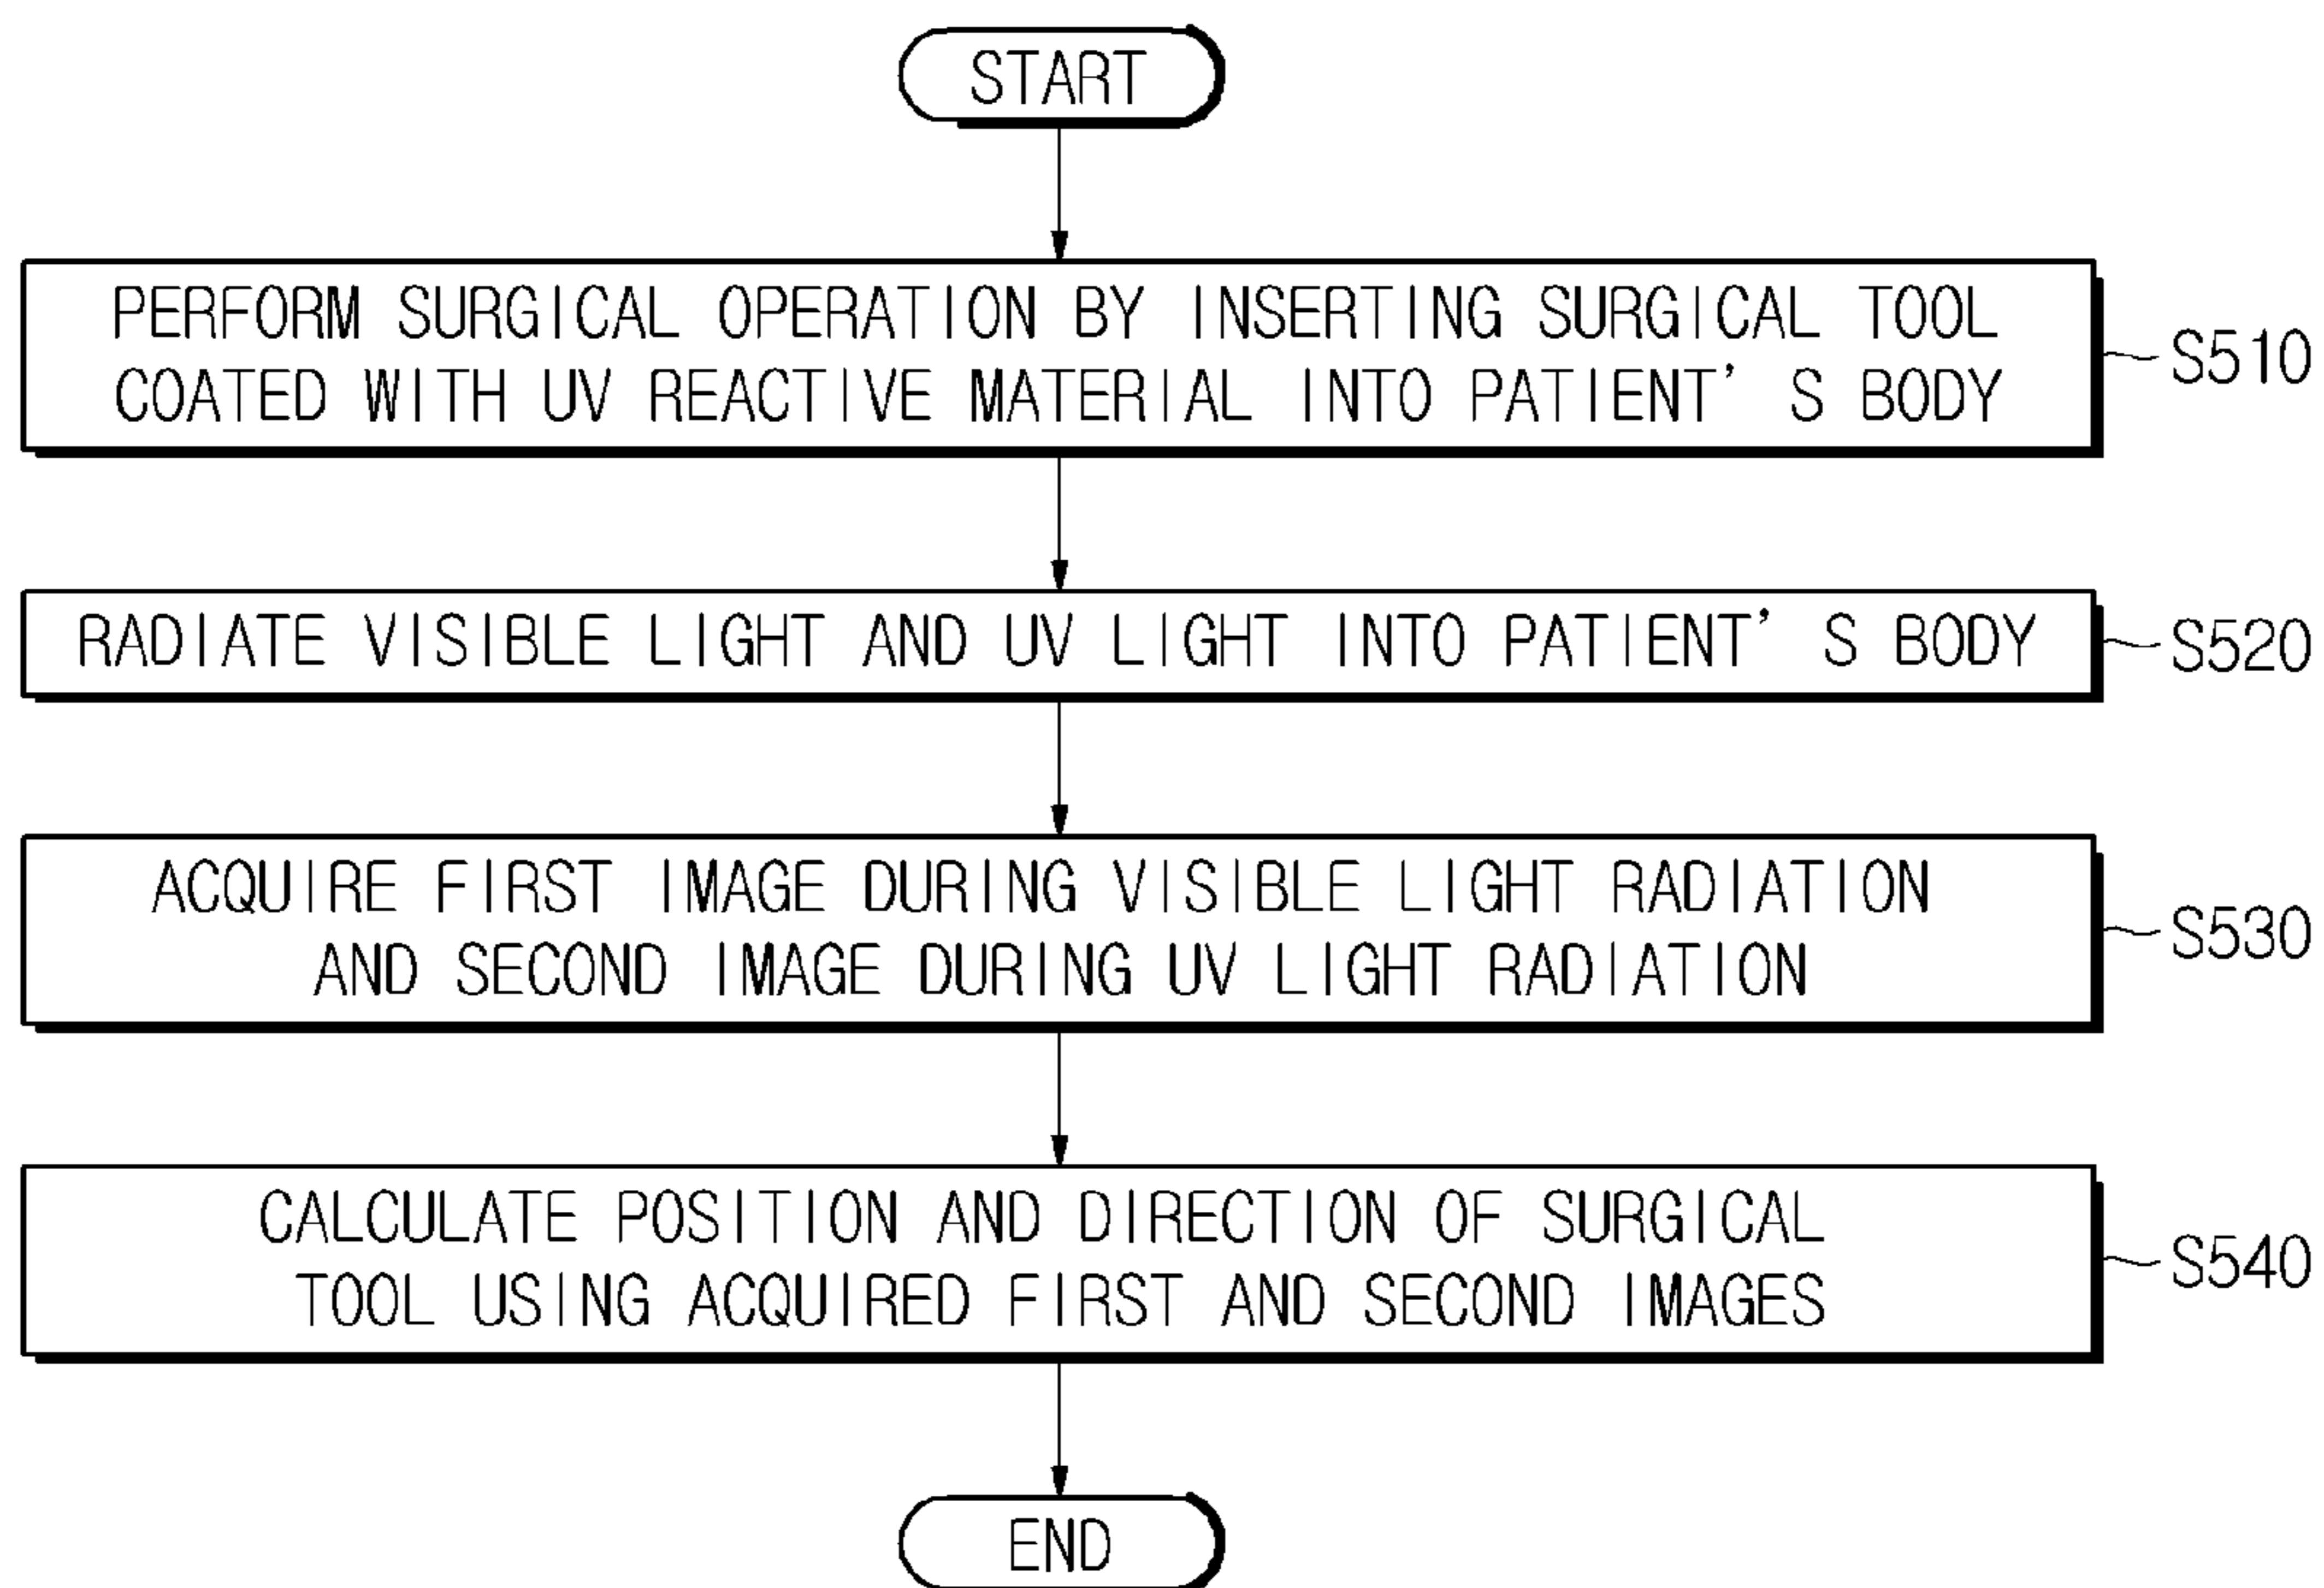 START
PERFORM SURGICAL OPERATION BY INSERTING SURGICAL TOOL
COATED WITH UV REACTIVE MATERIAL INTO PATIENT'S BODY
S510
RADIATE VISIBLE LIGHT AND UV LIGHT INTO PATIENT'S BODY
S520
ACQUIRE FIRST IMAGE DURING VISIBLE LIGHT RADIATION
AND SECOND IMAGE DURING UV LIGHT RADIATION
S530
CALCULATE POSITION AND DIRECTION OF SURGICAL
TOOL USING ACQUIRED FIRST AND SECOND IMAGES
S540
END